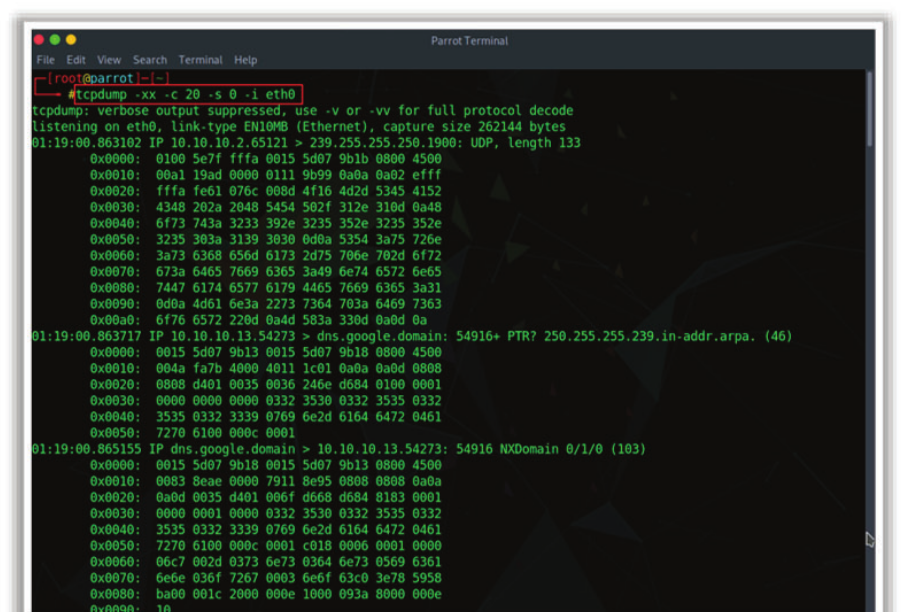 Parrot Terminal
File Edit View Search Terminal Help
[root@parrot]-[~]
#tcpdump -xx -c 20 -s 0 -i eth0
tcpdump: verbose output suppressed, use -v or -vv for full protocol decode
listening on eth0, link-type EN10MB (Ethernet), capture size 262144 bytes
01:19:00.863102 IP 10.10.10.2.65121 > 239.255.255.250.1900: UDP, length 133
0x0000: 0100 5e7f fffa 0015 5d07 9b1b 0800 4500
0x0010: 00a1 19ad 0000 0111 9b99 0a0a 0a02 efff
0x0020: fffa fe61 076c 008d 4f16 4d2d 5345 4152
0x0030: 4348 202a 2048 5454 502f 312e 310d 0a48
0x0040: 6f73 743a 3233 392e 3235 352e 3235 352e
0x0050: 3235 303a 3139 3030 0d0a 5354 3a75 726e
0x0060: 3a73 6368 656d 6173 2d75 706e 702d 6f72
0x0070: 673a 6465 7669 6365 3a49 6e74 6572 6e65
0x0080: 7447 6174 6577 6179 4465 7669 6365 3a31
0x0090: 0d0a 4d61 6e3a 2273 7364 703a 6469 7363
0x00a0: 6f76 6572 220d 0a4d 583a 330d 0a0d 0a
01:19:00.863717 IP 10.10.10.13.54273 > dns.google.domain: 54916+ PTR? 250.255.255.239.in-addr.arpa. (46)
0x0000: 0015 5d07 9b13 0015 5d07 9b18 0800 4500
0x0010: 004a fa7b 4000 4011 1c01 0a0a 0a0d 0808
0x0020: 0808 d401 0035 0036 246e d684 0100 0001
0x0030: 0000 0000 0000 0332 3530 0332 3535 0332
0x0040: 3535 0332 3339 0769 6e2d 6164 6472 0461
0x0050: 7270 6100 000c 0001
01:19:00.865155 IP dns.google.domain > 10.10.10.13.54273: 54916 NXDomain 0/1/0 (103)
0x0000: 0015 5d07 9b18 0015 5d07 9b13 0800 4500
0x0010: 0083 8eae 0000 7911 8e95 0808 0808 0a0a
0x0020: 0a0d 0035 d401 006f d668 d684 8183 0001
0x0030: 0000 0001 0000 0332 3530 0332 3535 0332
0x0040: 3535 0332 3339 0769 6e2d 6164 6472 0461
0x0050: 7270 6100 000c 0001 c018 0006 0001 0000
0x0060: 06c7 002d 0373 6e73 0364 6e73 0569 6361
0x0070: 6e6e 036f 7267 0003 6e6f 63c0 3e78 5958
0x0080: ba00 001c 2000 000e 1000 093a 8000 000e
0x0090: 10